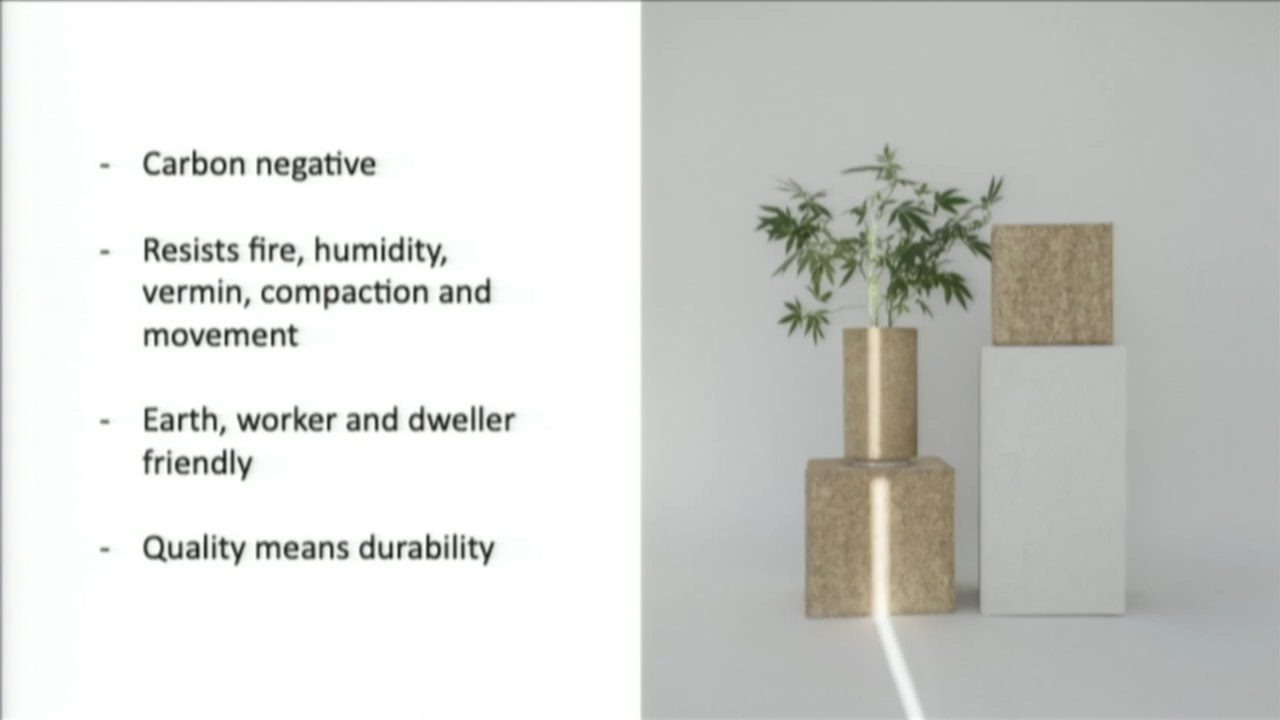 - Carbon negative
- Resists fire, humidity,
vermin, compaction and
movement
- Earth, worker and dweller
friendly
- Quality means durability